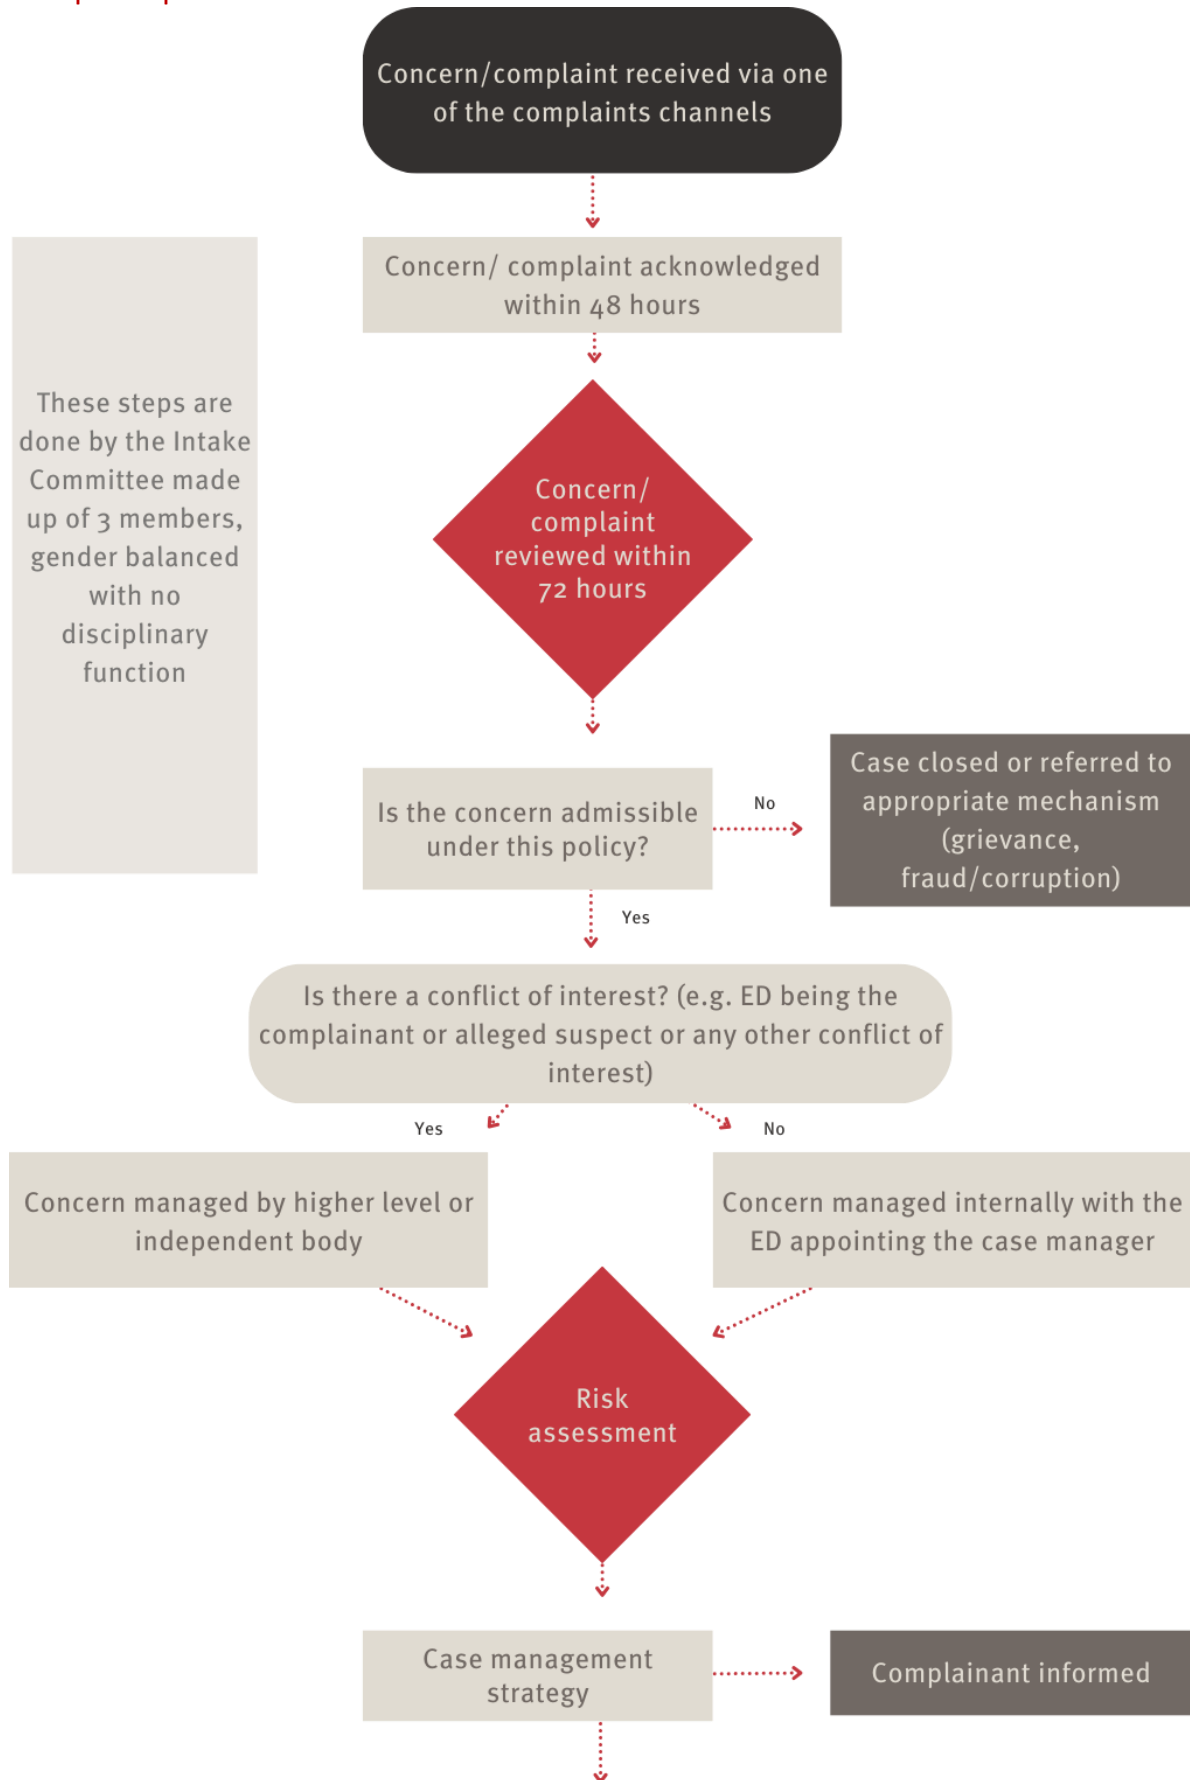 Concern/complaint received via one
of the complaints channels
Concern/ complaint acknowledged
within 48 hours
These steps are
done by the Intake
Committee made
up of 3 members,
gender balanced
with no
disciplinary
function
Concern/
complaint
reviewed within
72 hours
Is the concern admissible
under this policy?
No
Case closed or referred to
appropriate mechanism
(grievance,
fraud/corruption)
Yes
Is there a conflict of interest? (e.g. ED being the
complainant or alleged suspect or any other conflict of
interest)
Yes
No
Concern managed by higher level or
independent body
Concern managed internally with the
ED appointing the case manager
Risk
assessment
Case management
strategy
Complainant informed